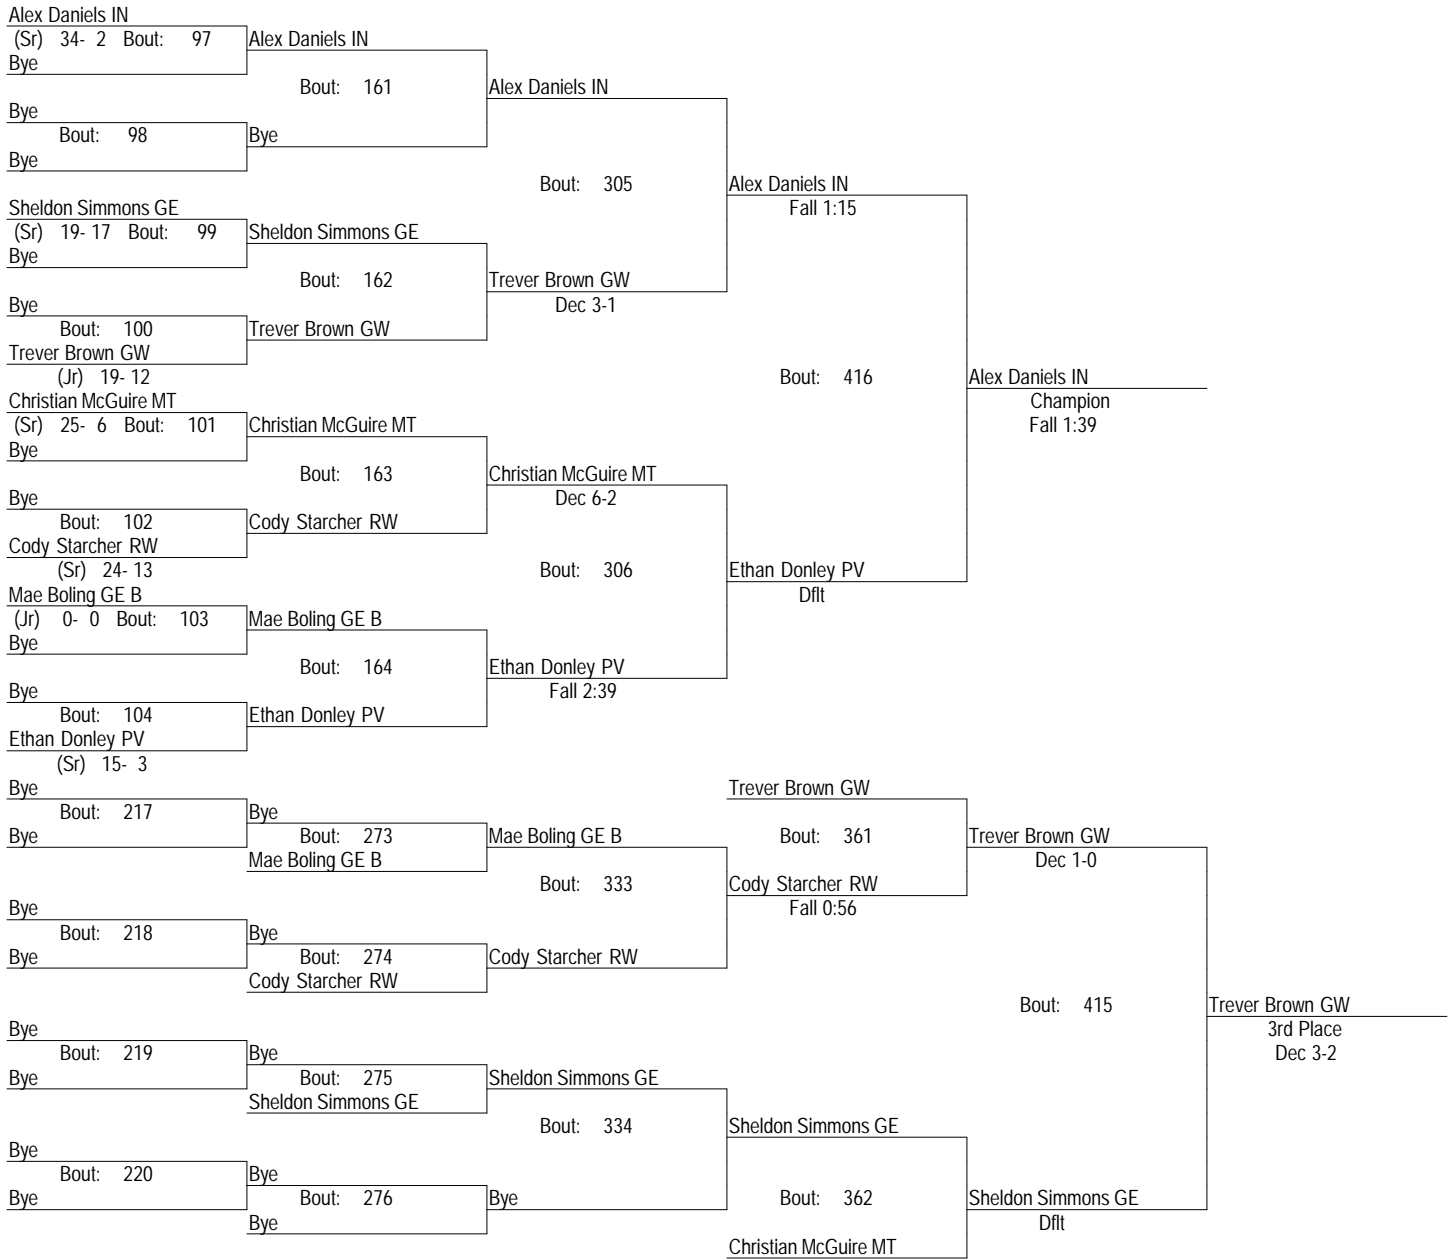 Alex Daniels IN
(Sr) 34- 2 Bout: 97 Alex Daniels IN
Bye
Bout: 161 Alex Daniels IN
Bye
Bout: 98 Bye
Bye
Bout: 305 Alex Daniels IN
Sheldon Simmons GE Fall 1:15
(Sr) 19- 17 Bout: 99 Sheldon Simmons GE
Bye
Bout: 162 Trever Brown GW
Bye Dec 3-1
Bout: 100 Trever Brown GW
Trever Brown GW
(Jr) 19- 12 Bout: 416 Alex Daniels IN
Christian McGuire MT Champion
(Sr) 25- 6 Bout: 101 Christian McGuire MT Fall 1:39
Bye
Bout: 163 Christian McGuire MT
Bye Dec 6-2
Bout: 102 Cody Starcher RW
Cody Starcher RW
(Sr) 24- 13 Bout: 306 Ethan Donley PV
Mae Boling GE B Dflt
(Jr) 0- 0 Bout: 103 Mae Boling GE B
Bye
Bout: 164 Ethan Donley PV
Bye Fall 2:39
Bout: 104 Ethan Donley PV
Ethan Donley PV
(Sr) 15- 3
Bye Trever Brown GW
Bout: 217 Bye
Bye Bout: 273 Mae Boling GE B Bout: 361 Trever Brown GW
Mae Boling GE B Dec 1-0
Bout: 333 Cody Starcher RW
Bye Fall 0:56
Bout: 218 Bye
Bye Bout: 274 Cody Starcher RW
Cody Starcher RW
Bout: 415 Trever Brown GW
Bye 3rd Place
Bout: 219 Bye Dec 3-2
Bye Bout: 275 Sheldon Simmons GE
Sheldon Simmons GE
Bout: 334 Sheldon Simmons GE
Bye
Bout: 220 Bye
Bye Bout: 276 Bye Bout: 362 Sheldon Simmons GE
Bye Dflt
Christian McGuire MT